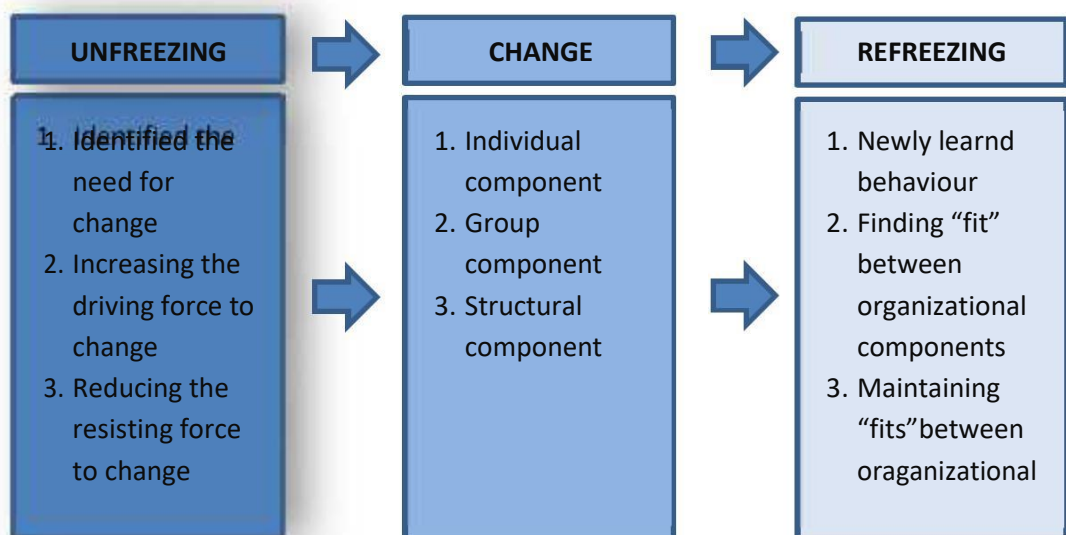 UNFREEZING
CHANGE
REFREEZING
1. Identified the
need for
change
2. Increasing the
driving force to
change
3. Reducing the
resisting force
to change
1. Individual
component
2. Group
component
3. Structural
component
1. Newly learnd
behaviour
2. Finding “fit”
between
organizational
components
3. Maintaining
“fits”between
oraganizational